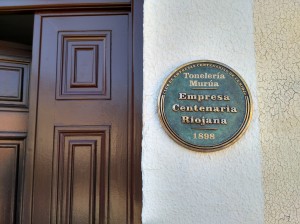 Tonelería
Murúa
Empresa
Centenaria
Riojana
1898